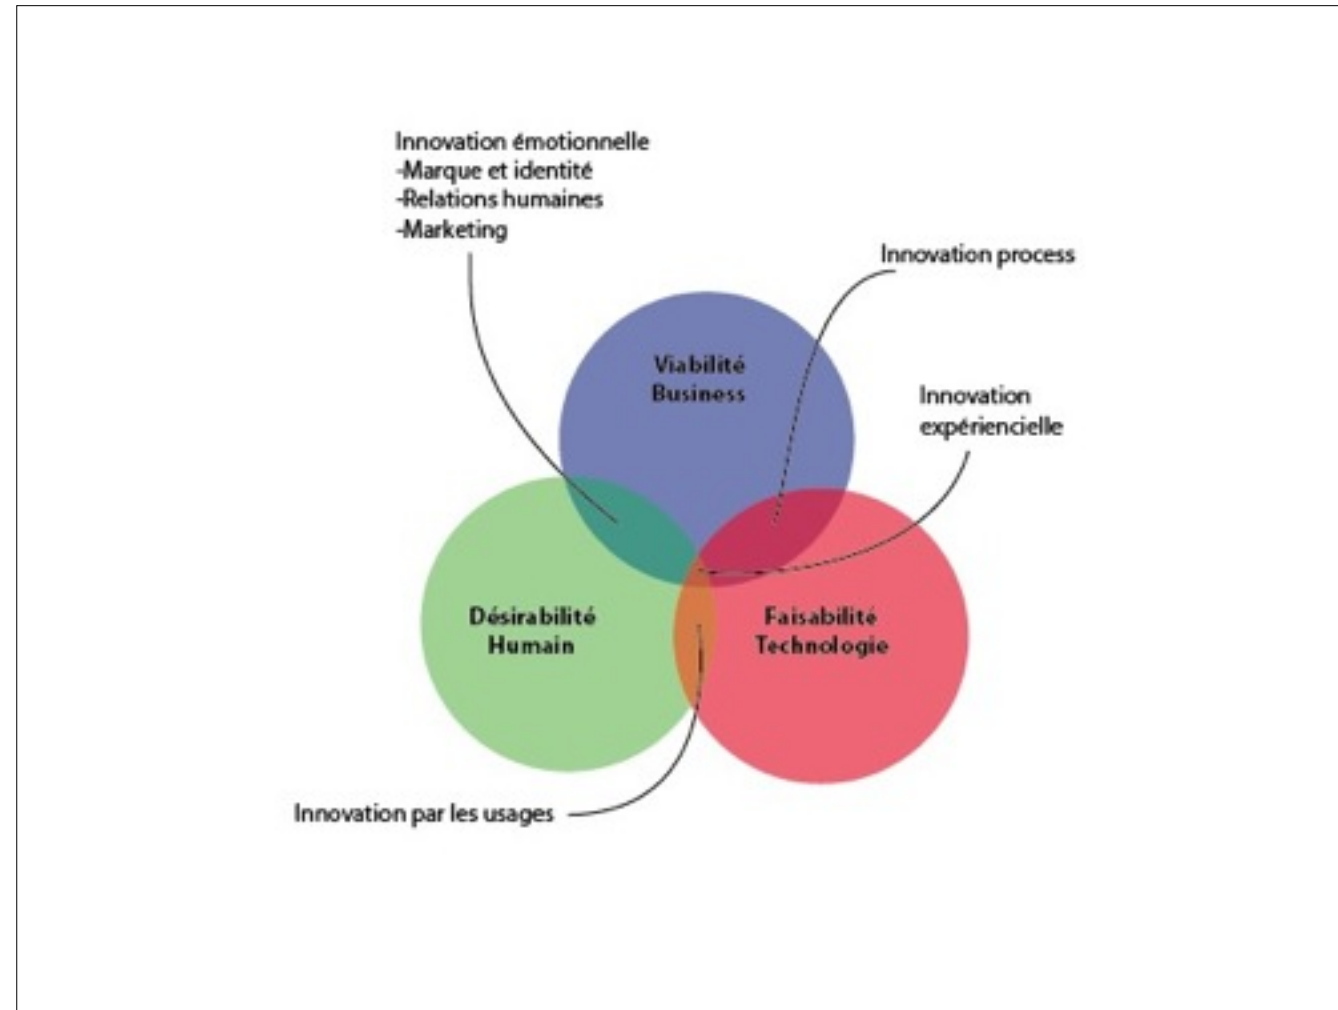 Innovation émotionnelle
-Marque et identité
-Relations humaines
-Marketing
Innovation process
Viabilité
Business
Innovation
expériencielle
Désirabilité
Humain
Faisabilité
Technologie
Innovation par les usages